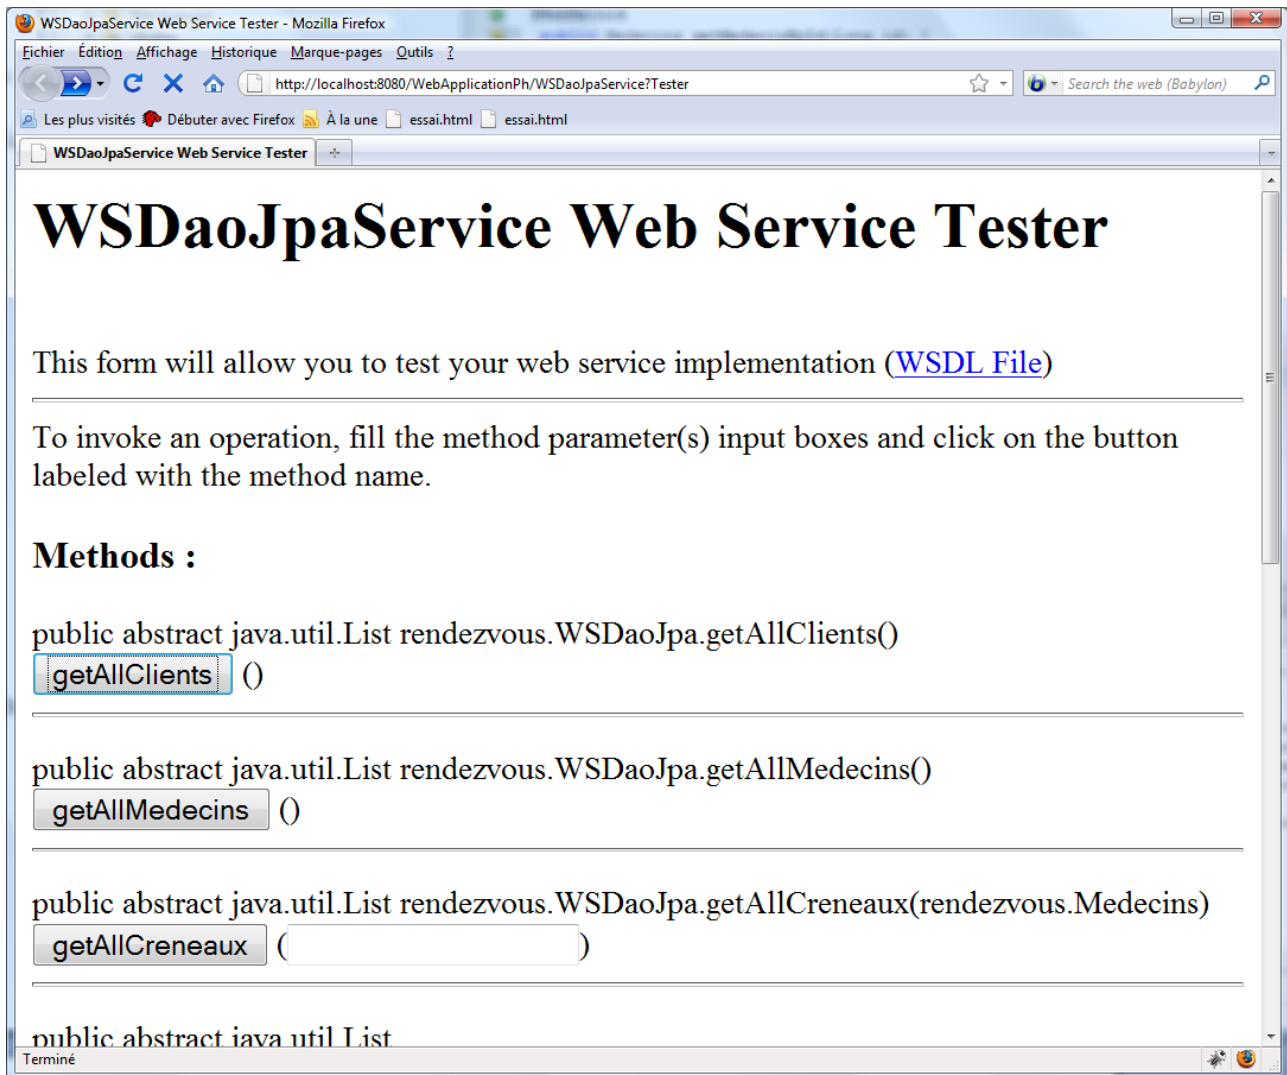 WSDaoJpaService Web Service Tester - Mozilla Firefox
Fichier Édition Affichage Historique Marque-pages Outils ?
http://localhost:8080/WebApplicationPh/WSDaoJpaService?Tester
Search the web (Babylon)
Les plus visités Débuter avec Firefox À la une essai.html essai.html
WSDaoJpaService Web Service Tester
WSDaoJpaService Web Service Tester
This form will allow you to test your web service implementation (WSDL File)
To invoke an operation, fill the method parameter(s) input boxes and click on the button
labeled with the method name.
Methods :
public abstract java.util.List rendezvous.WSDaoJpa.getAllClients()
getAllClients ()
public abstract java.util.List rendezvous.WSDaoJpa.getAllMedecins()
getAllMedecins ()
public abstract java.util.List rendezvous.WSDaoJpa.getAllCreneaux(rendezvous.Medecins)
getAllCreneaux ( )
public abstract java.util.List
Terminé